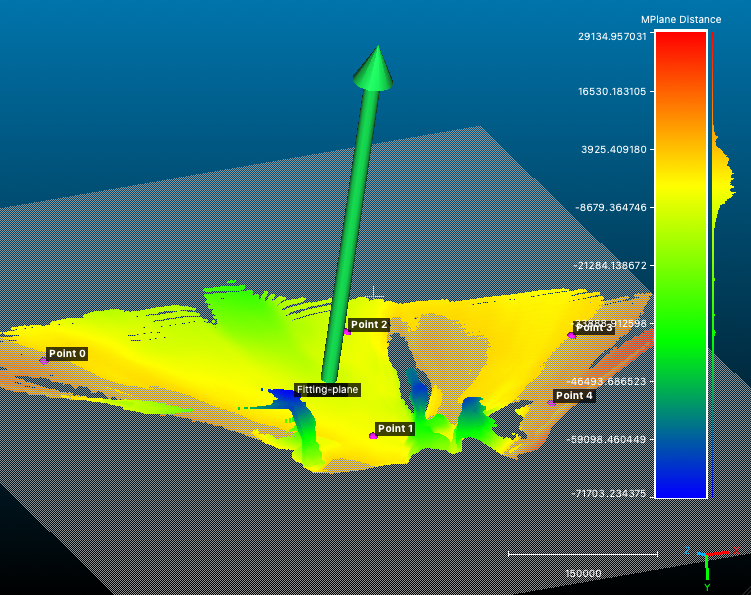 MPlane Distance
29134.957031
16530.183105
3925.409180
-8679.364746
-21284.138672
Point 2
Point 3
Point 0
-46493.686523
Fitting-plane
Point 4
Point 1
-59098.460449
-71703.234375
150000
Z
X
Y